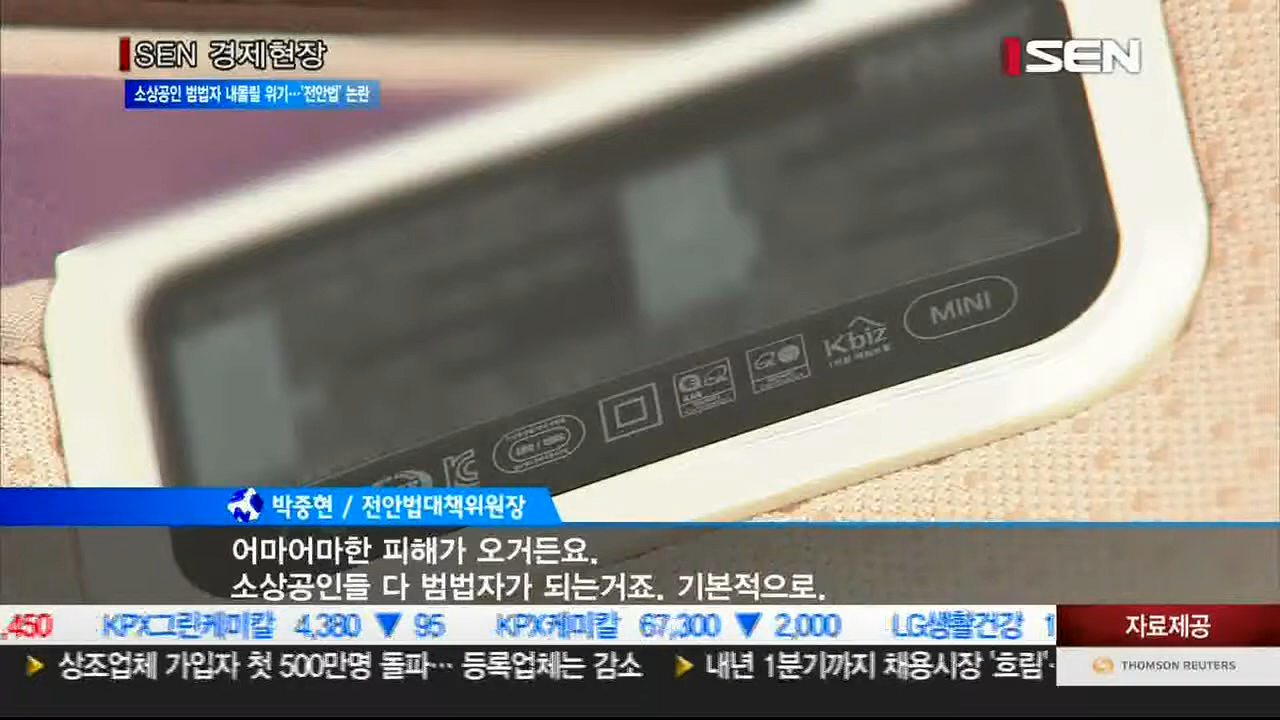 SEN 경제현장
SEN
소상공인 범법자 내몰릴 위기…'전안법' 논란
MINI
Kbiz
박중현 / 전안법대책위원장
어마어마한 피해가 오거든요.
소상공인들 다 범법자가 되는거죠. 기본적으로.
,450 KPX그린케미칼 4,380 ▼ 95 KPX케미칼 67,300 ▼ 2,000 LG생활건강 1
자료제공
상조업체 가입자 첫 500만명 돌파… 등록업체는 감소 내년 1분기까지 채용시장 '흐림'
THOMSON REUTERS